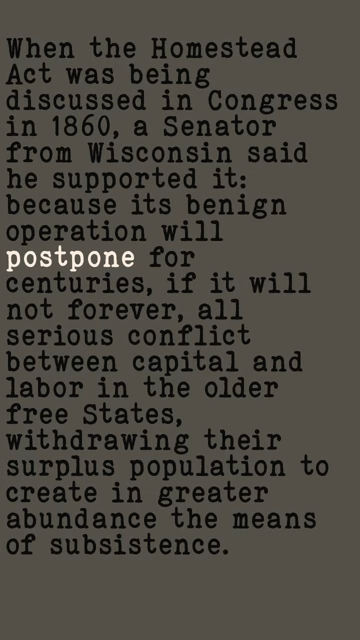 When the Homestead
Act was being
discussed in Congress
in 1860, a Senator
from Wisconsin said
he supported it:
because its benign
operation will
postpone for
centuries, if it will
not forever, all
serious conflict
between capital and
labor in the older
free States,
withdrawing their
surplus population to
create in greater
abundance the means
of subsistence.